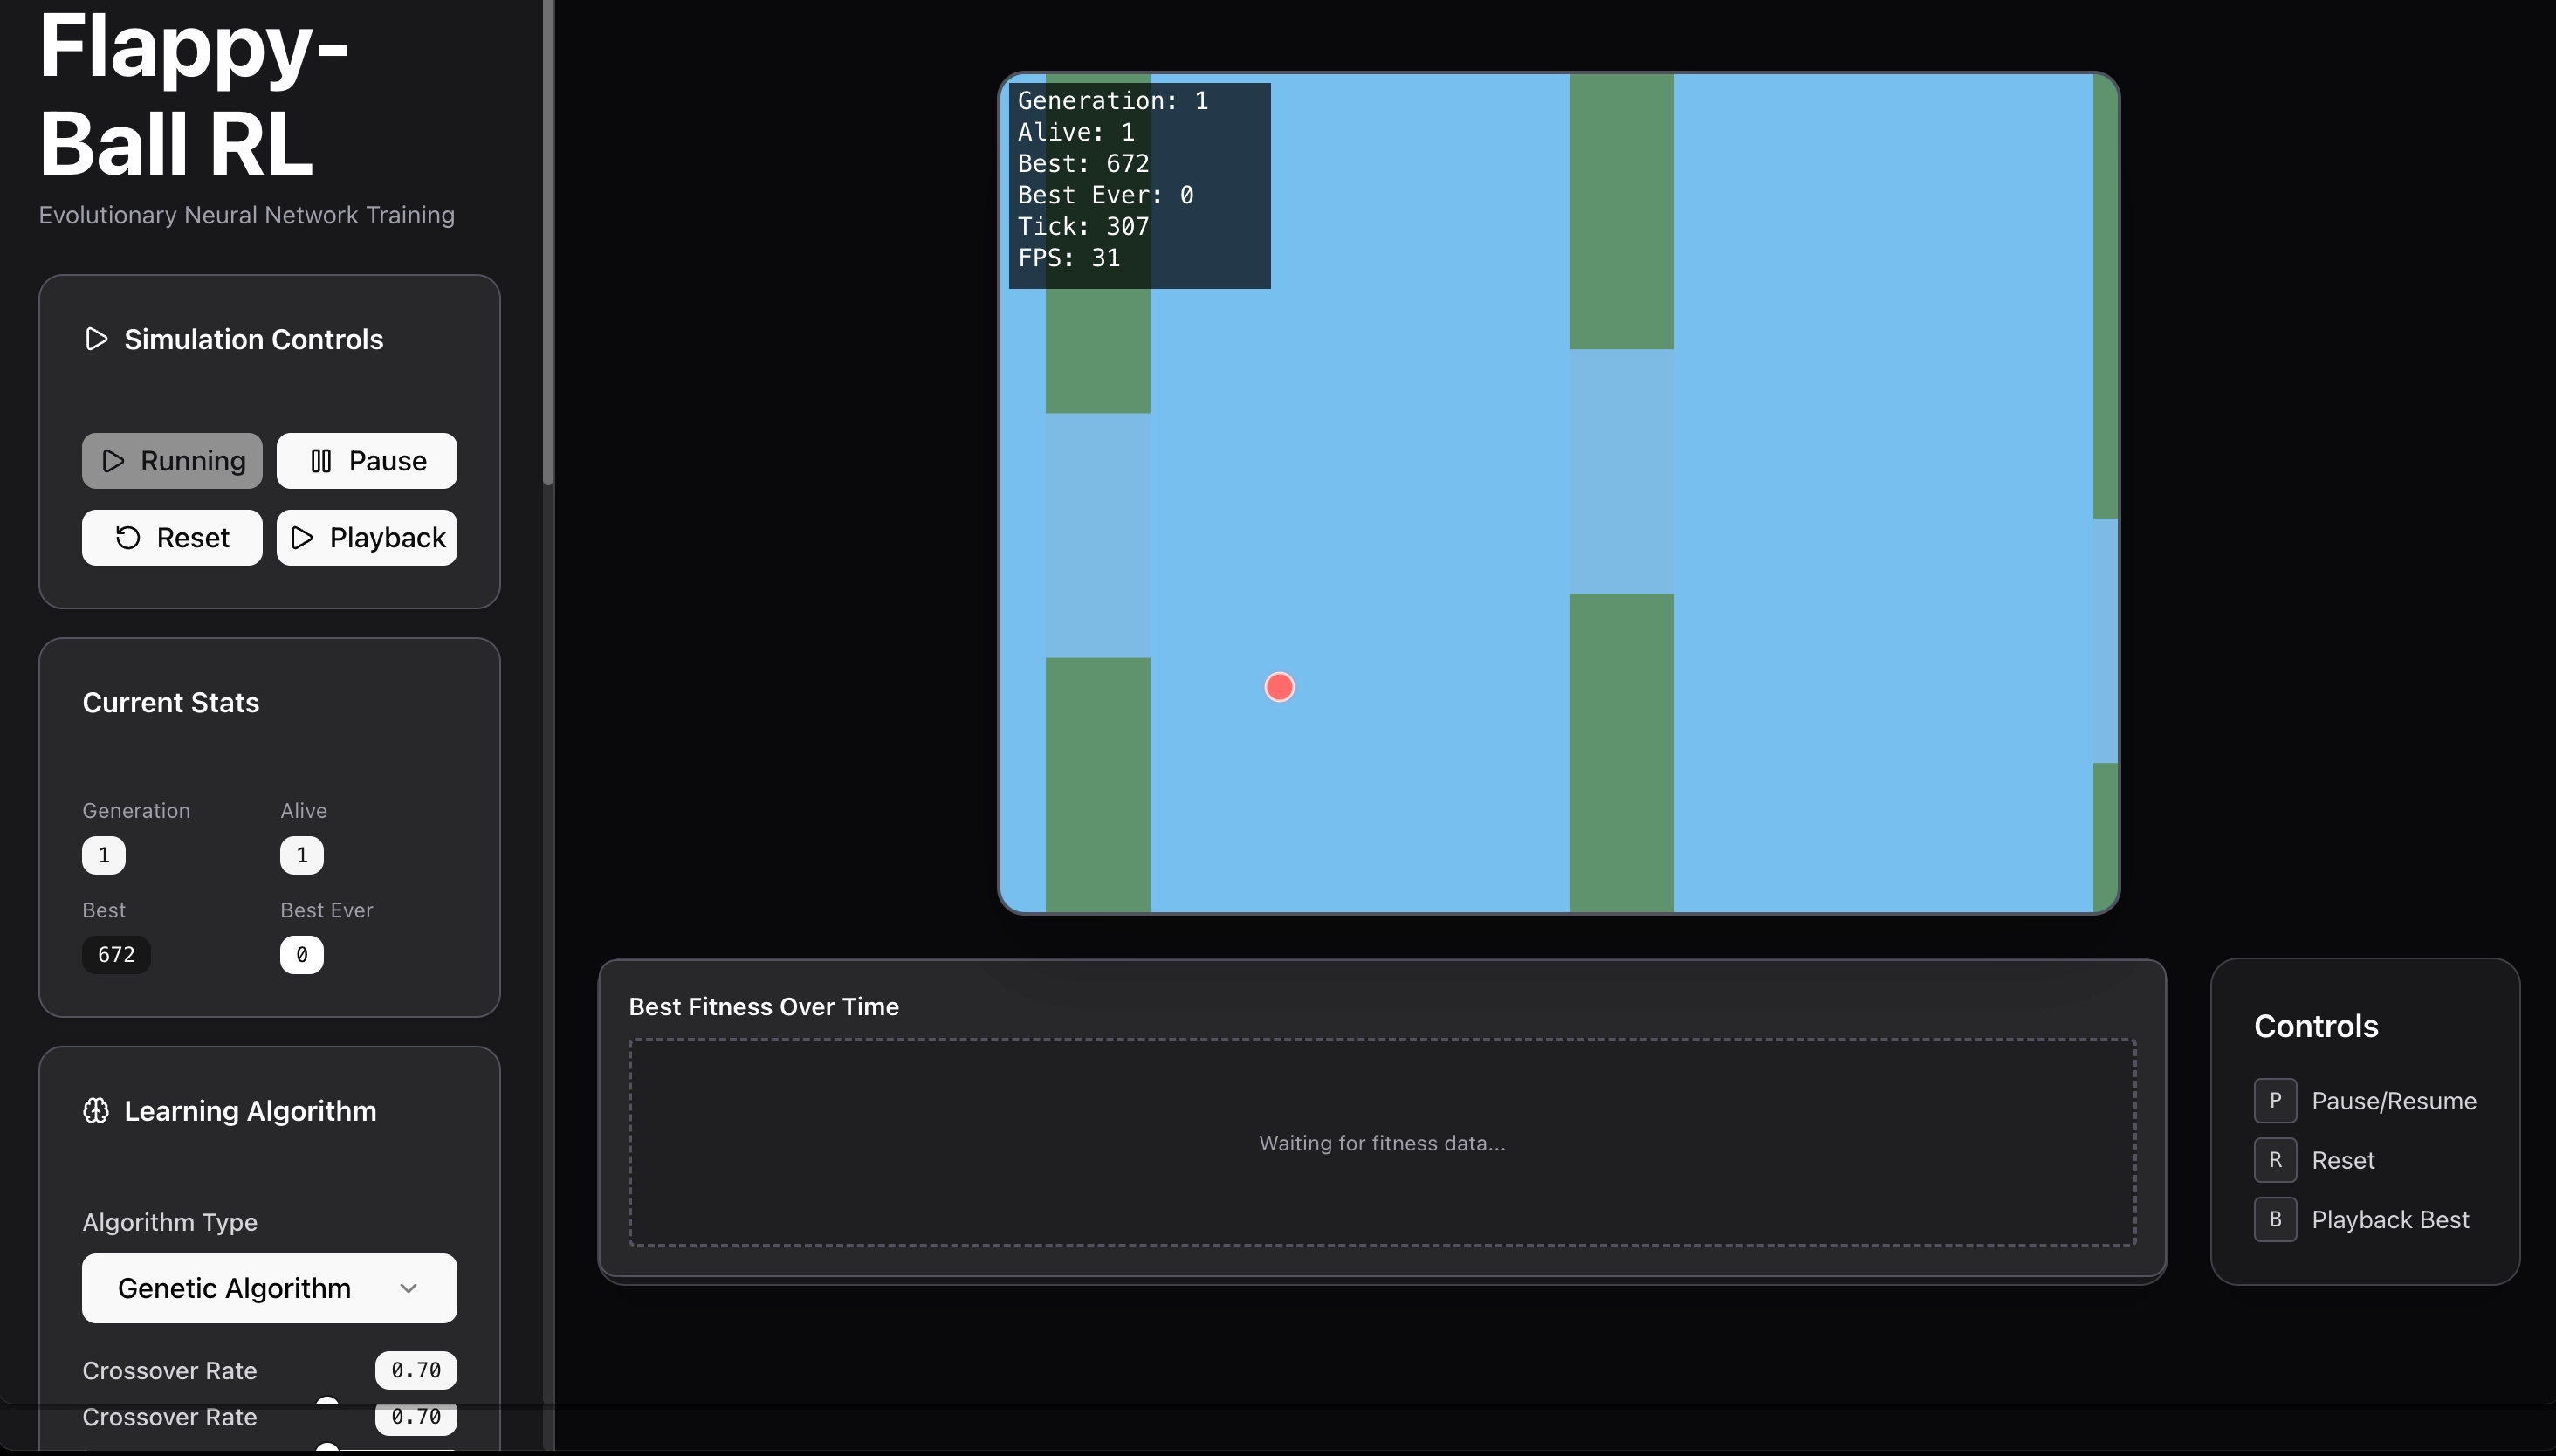 Flappy-
Ball RL
Evolutionary Neural Network Training
Simulation Controls
Running
Pause
Reset
Playback
Current Stats
Generation
Alive
1
1
Best
Best Ever
672
0
Learning Algorithm
Algorithm Type
Genetic Algorithm
Crossover Rate
0.70
Crossover Rate
0.70
Generation: 1
Alive: 1
Best: 672
Best Ever: 0
Tick: 307
FPS: 31
Best Fitness Over Time
Waiting for fitness data...
Controls
P Pause/Resume
R Reset
B Playback Best